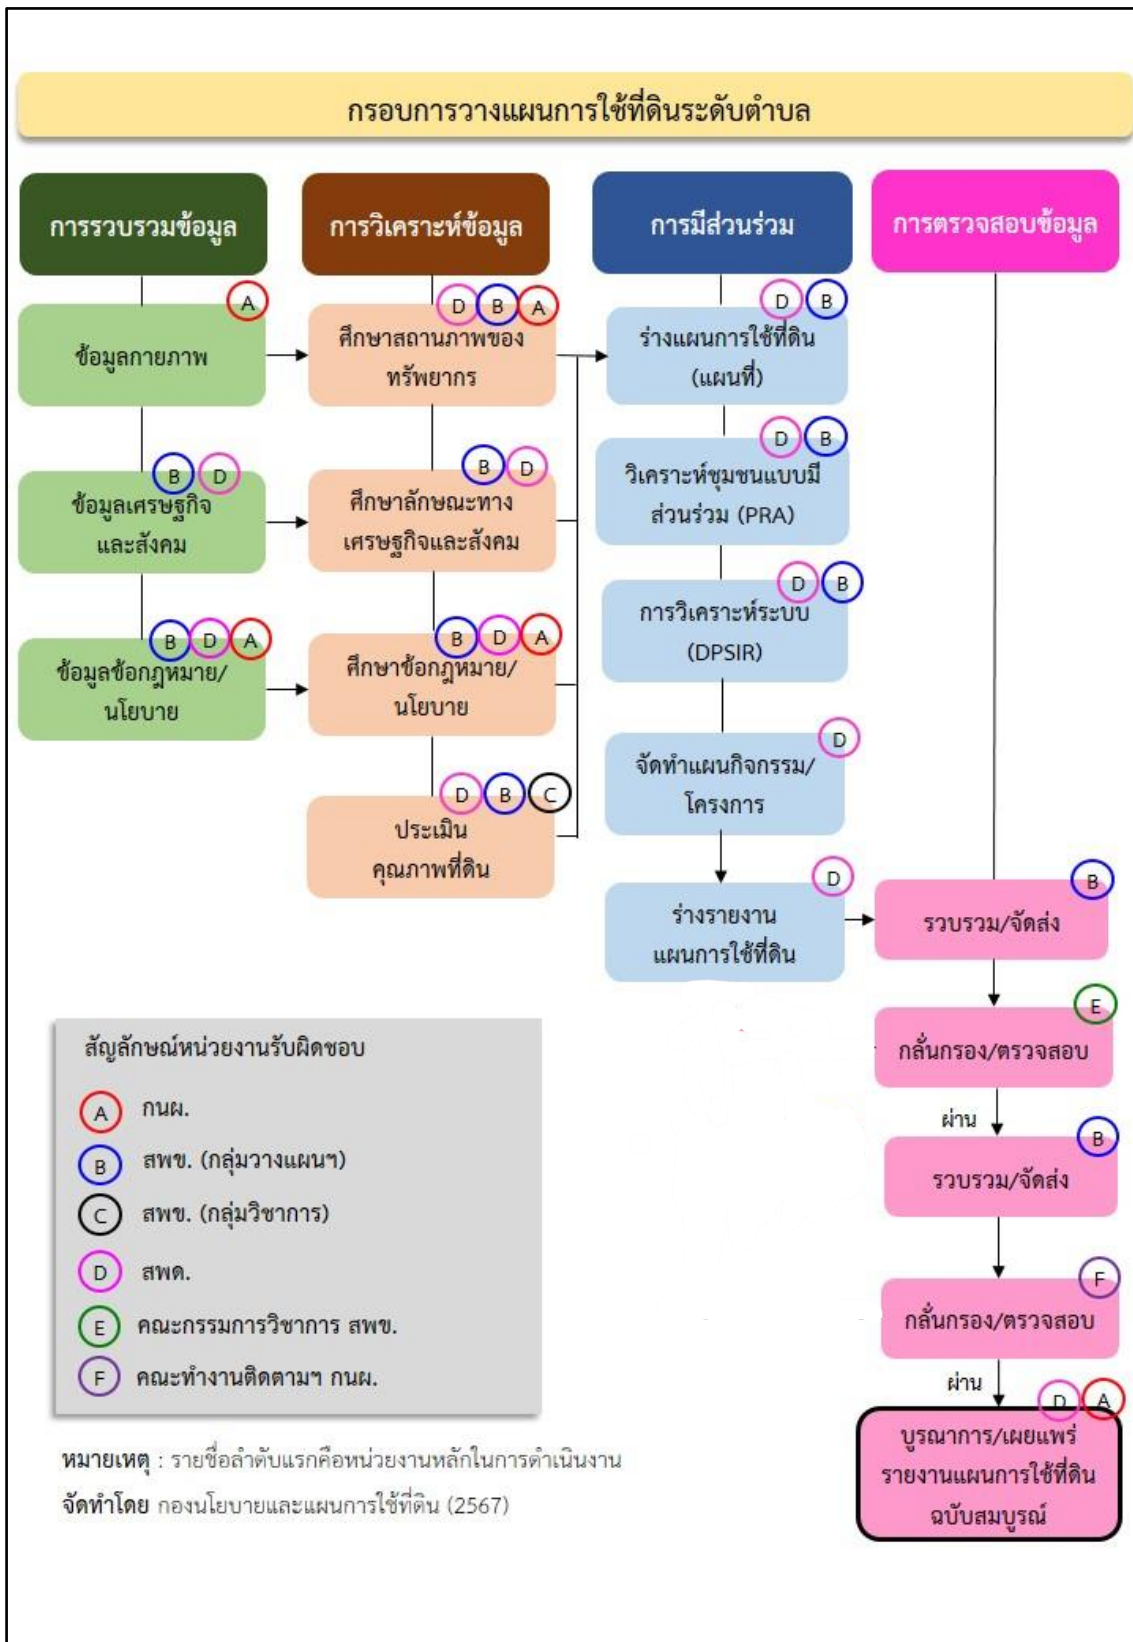 กรอบการวางแผนการใช้ที่ดินระดับตำบล
การรวบรวมข้อมูล
A
ข้อมูลกายภาพ
B D
ข้อมูลเศรษฐกิจ
และสังคม
B D A
ข้อมูลข้อกฎหมาย/
นโยบาย
การวิเคราะห์ข้อมูล
D B A
ศึกษาสถานภาพของ
ทรัพยากร
B D
ศึกษาลักษณะทาง
เศรษฐกิจและสังคม
B D A
ศึกษาข้อกฎหมาย/
นโยบาย
D B C
ประเมิน
คุณภาพที่ดิน
การมีส่วนร่วม
D B
ร่างแผนการใช้ที่ดิน
(แผนที่)
D B
วิเคราะห์ชุมชนแบบมี
ส่วนร่วม (PRA)
D B
การวิเคราะห์ระบบ
(DPSIR)
D
จัดทำแผนกิจกรรม/
โครงการ
D
ร่างรายงาน
แผนการใช้ที่ดิน
การตรวจสอบข้อมูล
B
รวบรวม/จัดส่ง
E
กลั่นกรอง/ตรวจสอบ
ผ่าน
B
รวบรวม/จัดส่ง
F
กลั่นกรอง/ตรวจสอบ
ผ่าน
D A
บูรณาการ/เผยแพร่
รายงานแผนการใช้ที่ดิน
ฉบับสมบูรณ์
สัญลักษณ์หน่วยงานรับผิดชอบ
A กนผ.
B สพข. (กลุ่มวางแผนฯ)
C สพข. (กลุ่มวิชาการ)
D สพด.
E คณะกรรมการวิชาการ สพข.
F คณะทำงานติดตามฯ กนผ.
หมายเหตุ : รายชื่อลำดับแรกคือหน่วยงานหลักในการดำเนินงาน
จัดทำโดย กองนโยบายและแผนการใช้ที่ดิน (2567)